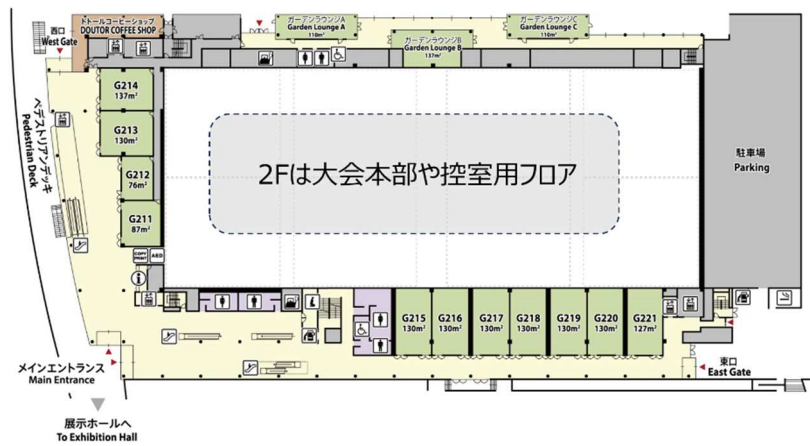 ドトールコーヒーショップ
DOUTOR COFFEE SHOP
西口
West Gate
ガーデンラウンジA
Garden Lounge A
110m²
ガーデンラウンジB
Garden Lounge B
137m²
ガーデンラウンジC
Garden Lounge C
110m²
G214
137m²
G213
130m²
G212
76m²
G211
87m²
ペデストリアンデッキ
Pedestrian Deck
2Fは大会本部や控室用フロア
駐車場
Parking
COPY
AED
G215
130m²
G216
130m²
G217
130m²
G218
130m²
G219
130m²
G220
130m²
G221
127m²
メインエントランス
Main Entrance
東口
East Gate
展示ホールへ
To Exhibition Hall